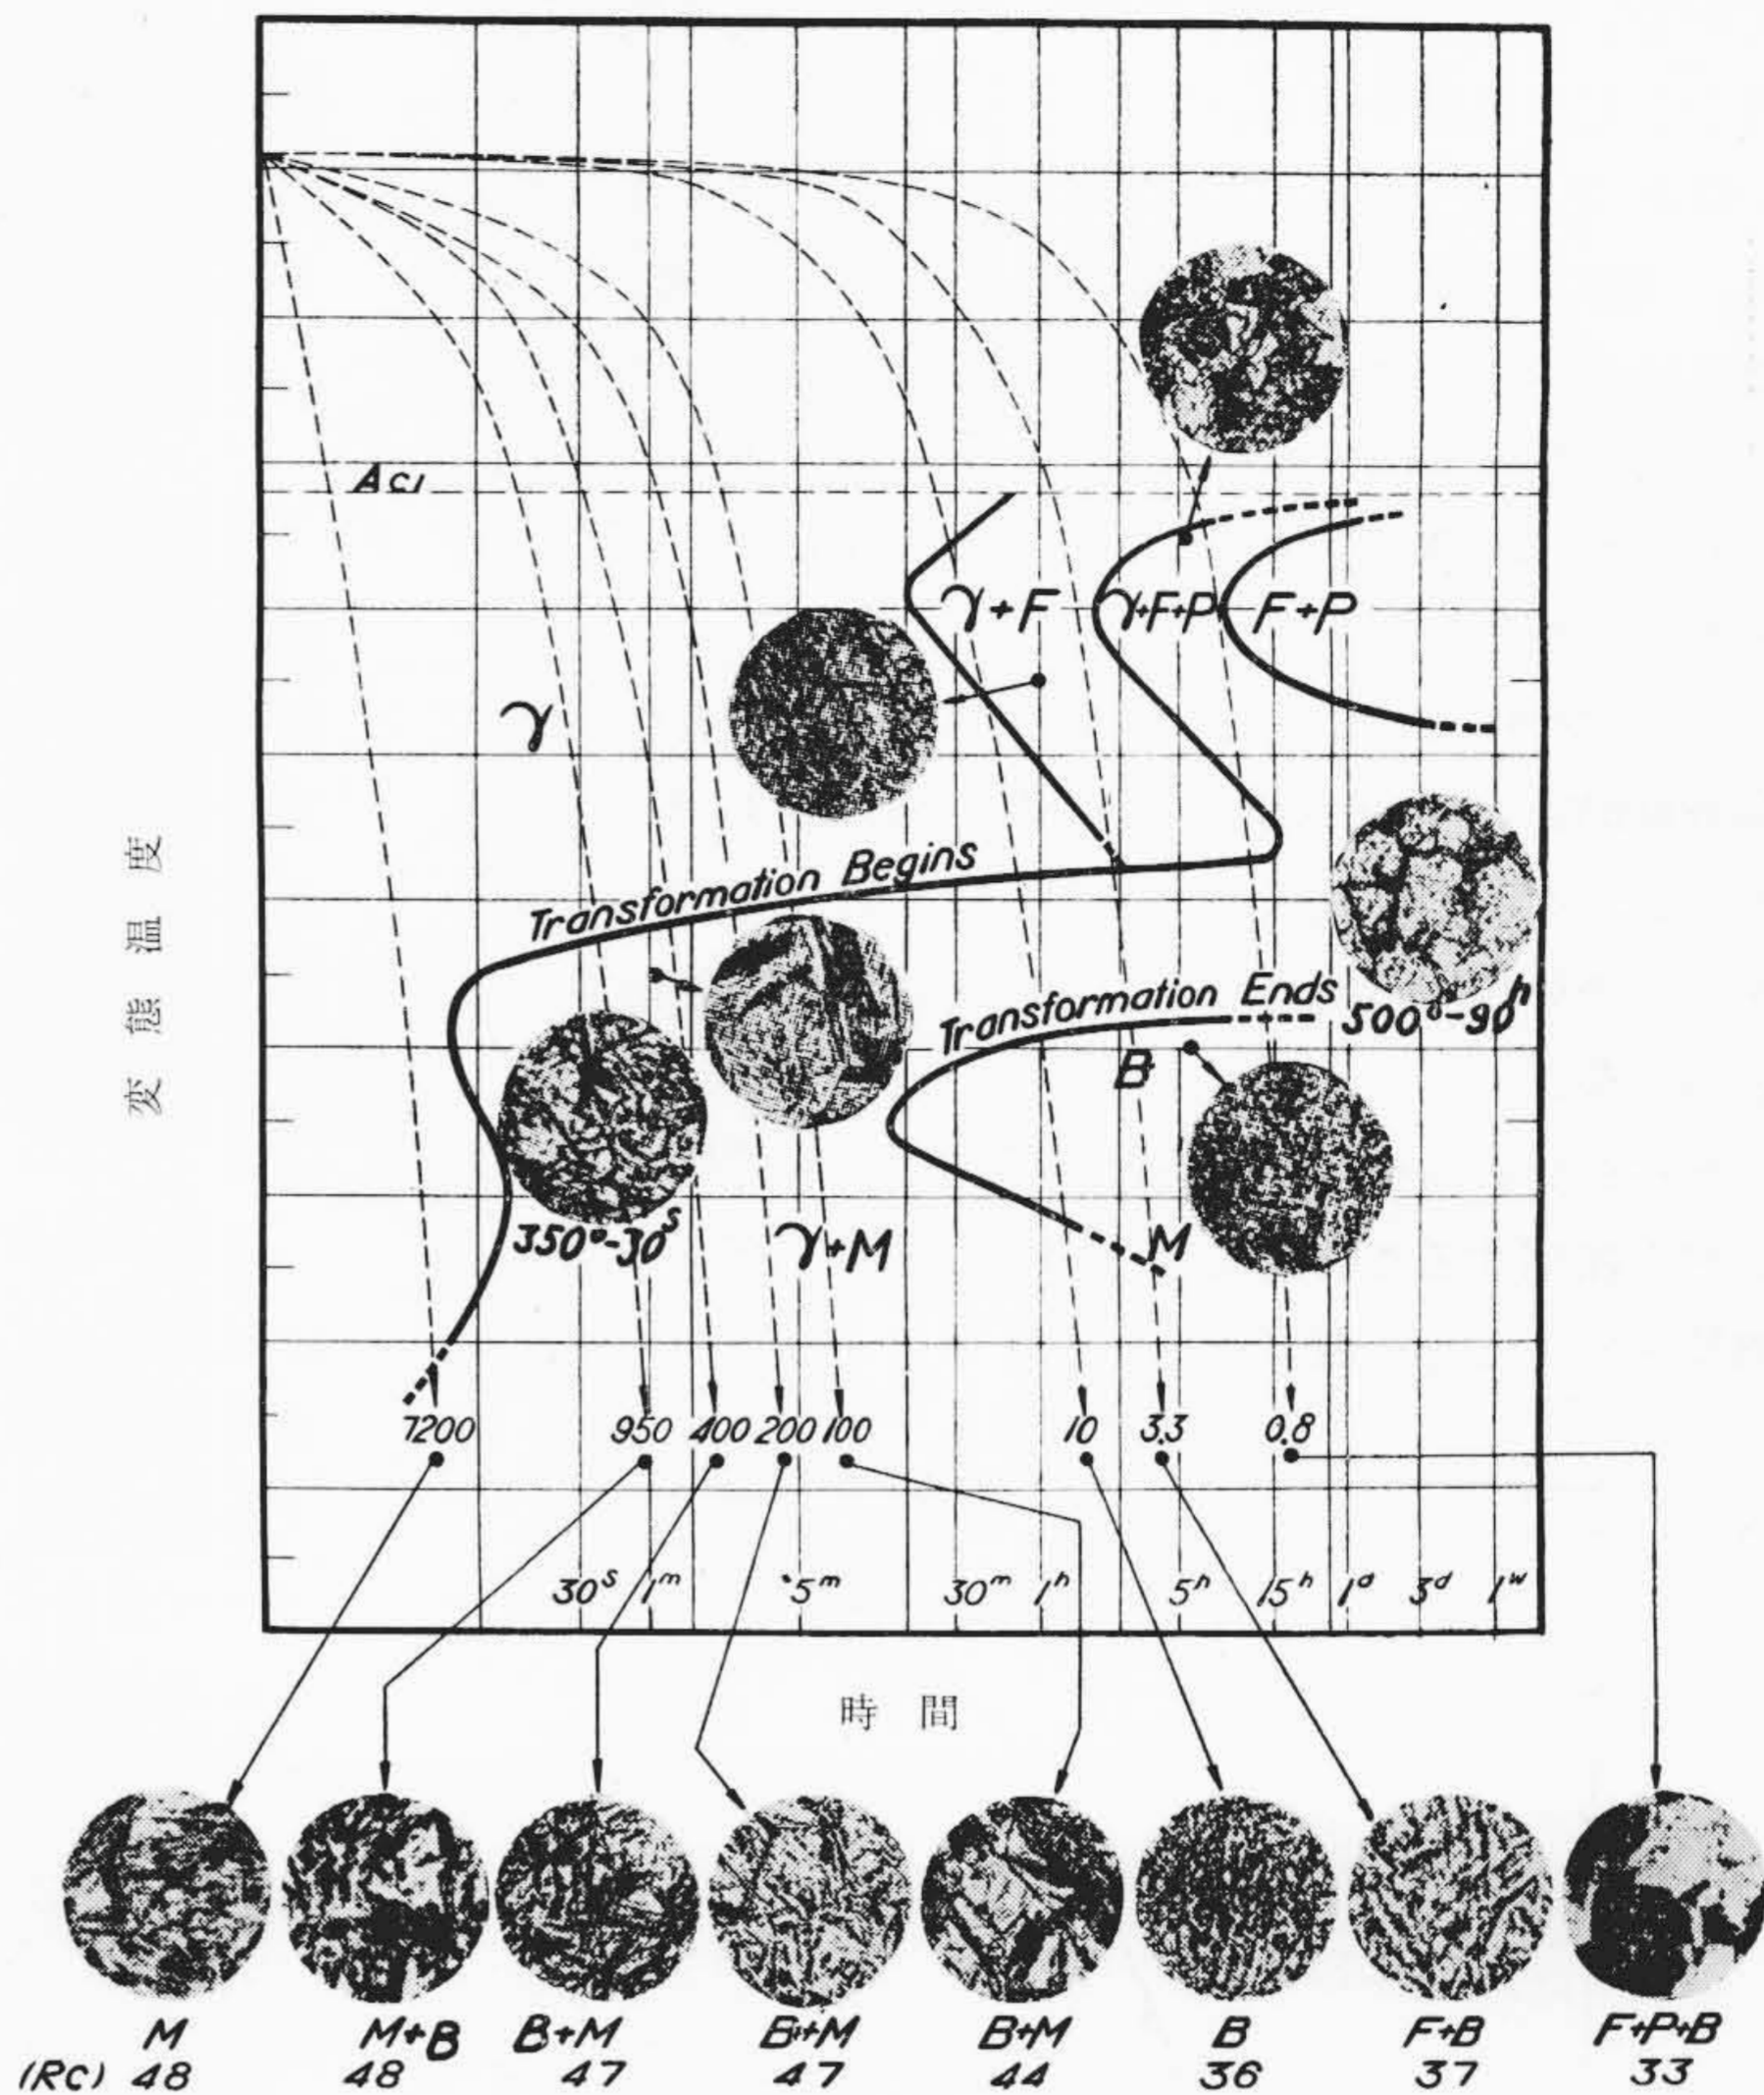 Ac1
γ+F γ+F+P F+P
γ
Transformation Begins
Transformation Ends
500°-90h
B
350°-30s
γ+M
M
7200 950 400 200 100 10 3.3 0.8
30s 1m 5m 30m 1h 5h 15h 1d 3d 1w
変態温度
時間
M M+B B+M B+M B+M B F+B F+P+B
(RC) 48 48 47 47 44 36 37 33